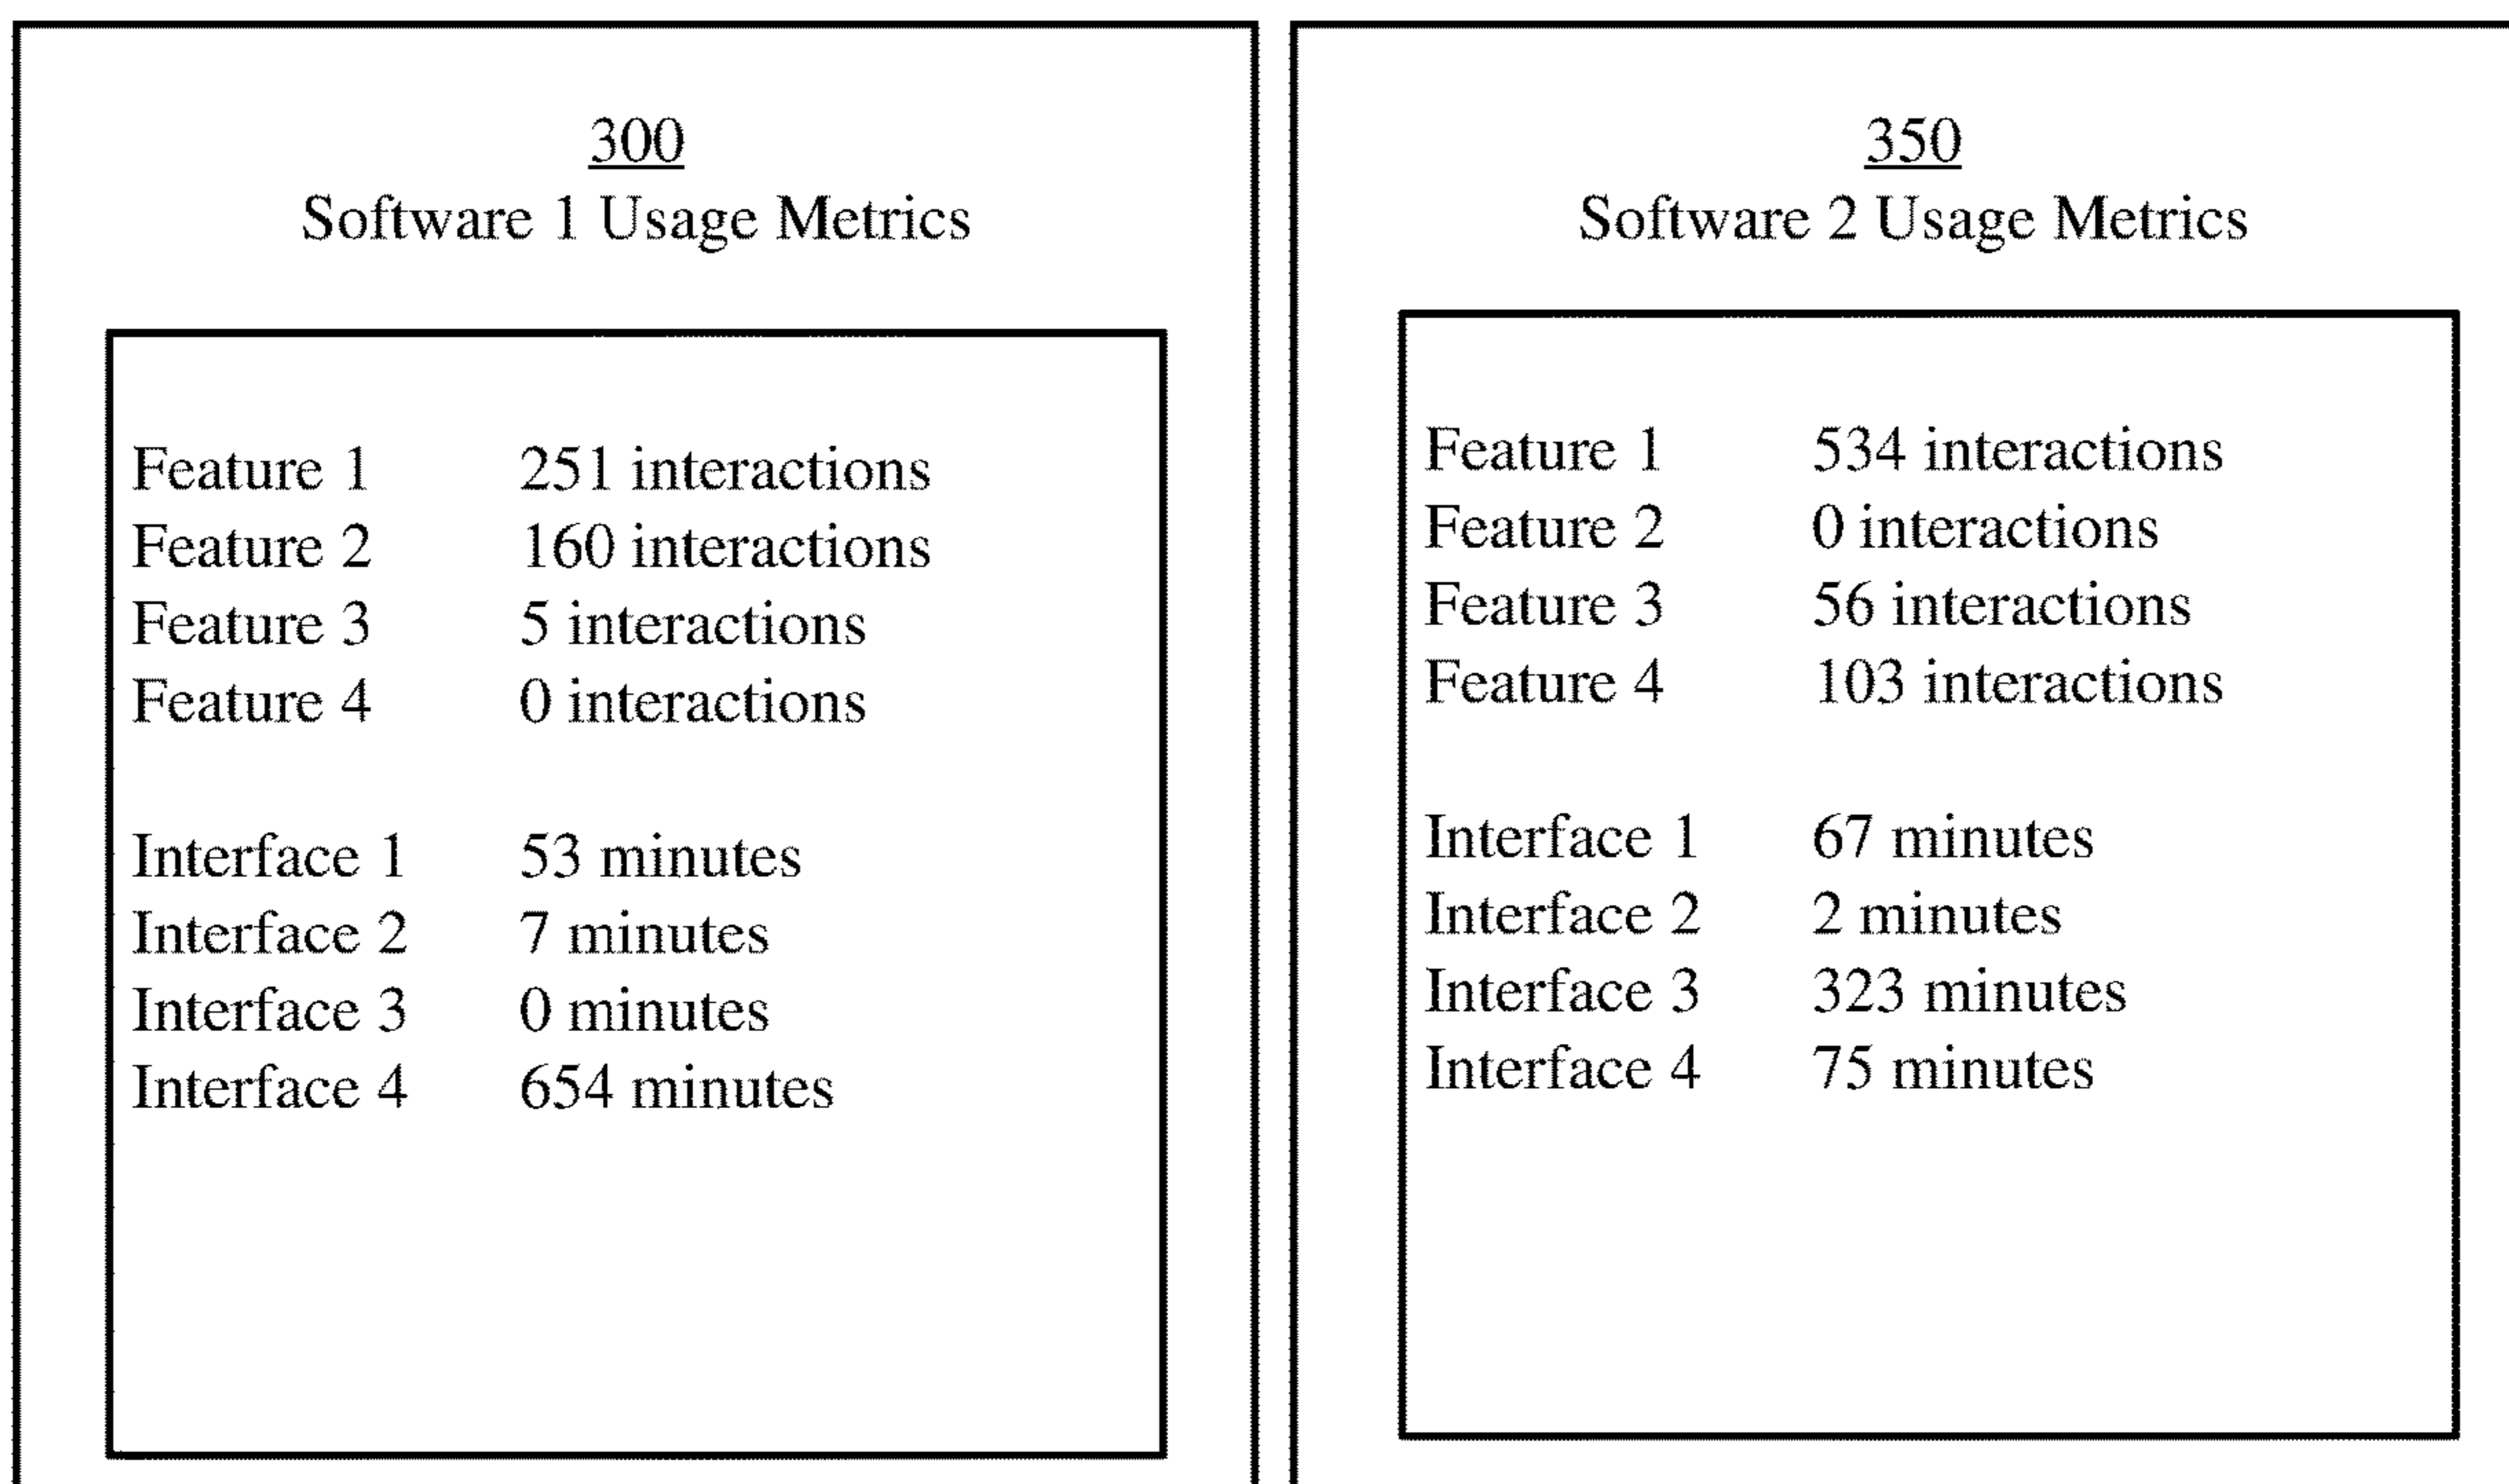 300
Software 1 Usage Metrics
Feature 1 251 interactions
Feature 2 160 interactions
Feature 3 5 interactions
Feature 4 0 interactions
Interface 1 53 minutes
Interface 2 7 minutes
Interface 3 0 minutes
Interface 4 654 minutes
350
Software 2 Usage Metrics
Feature 1 534 interactions
Feature 2 0 interactions
Feature 3 56 interactions
Feature 4 103 interactions
Interface 1 67 minutes
Interface 2 2 minutes
Interface 3 323 minutes
Interface 4 75 minutes